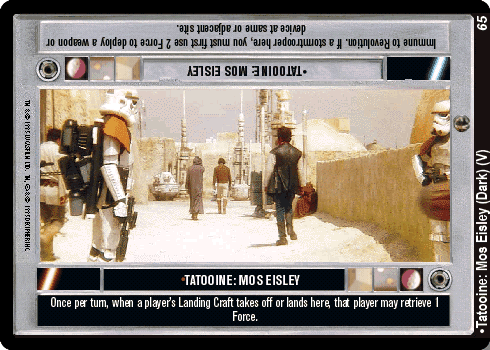 •TATOOINE: MOS EISLEY
Immune to Revolution. If a stormtrooper here, you must first use 2 Force to deploy a weapon or
device at same or adjacent site.
•TATOOINE: MOS EISLEY
Once per turn, when a player's Landing Craft takes off or lands here, that player may retrieve 1
Force.
•Tatooine: Mos Eisley (Dark) (V)
65